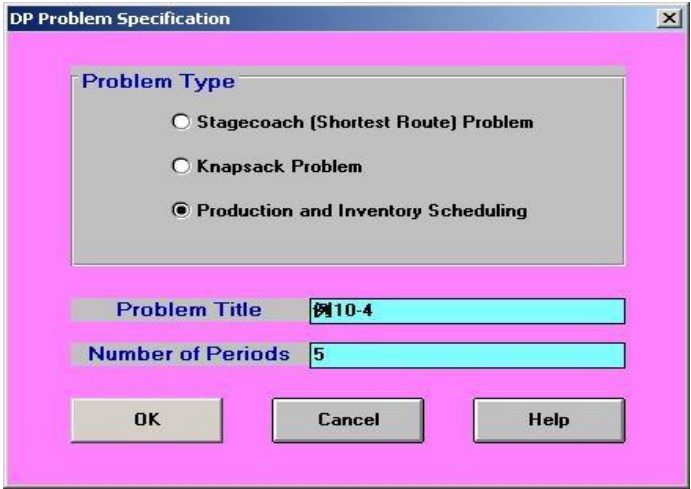 DP Problem Specification
Problem Type
Stagecoach (Shortest Route) Problem
Knapsack Problem
Production and Inventory Scheduling
Problem Title 例10-4
Number of Periods 5
OK Cancel Help